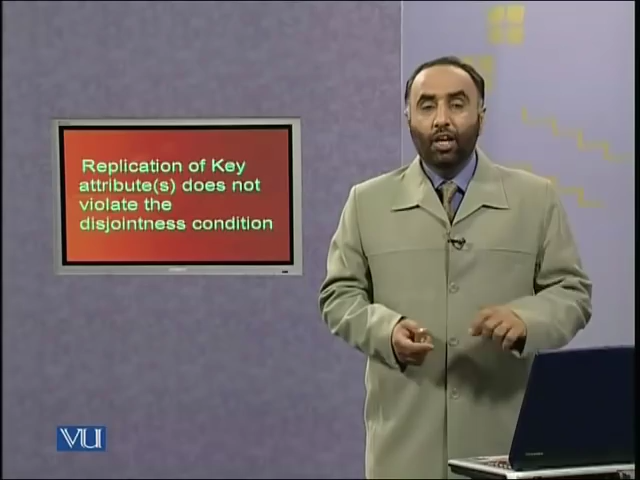 Replication of Key
attribute(s) does not
violate the
disjointness condition
VU